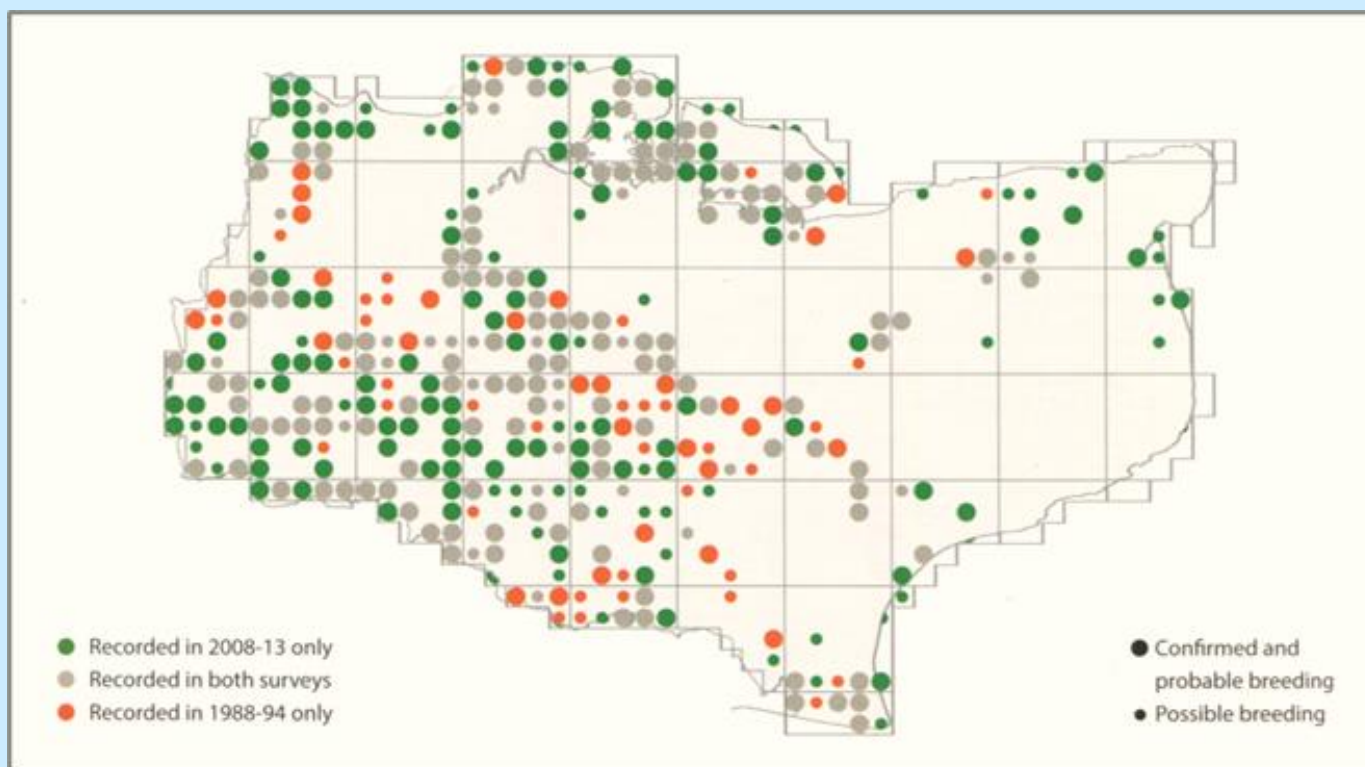 Recorded in 2008-13 only
Recorded in both surveys
Recorded in 1988-94 only
Confirmed and
probable breeding
Possible breeding